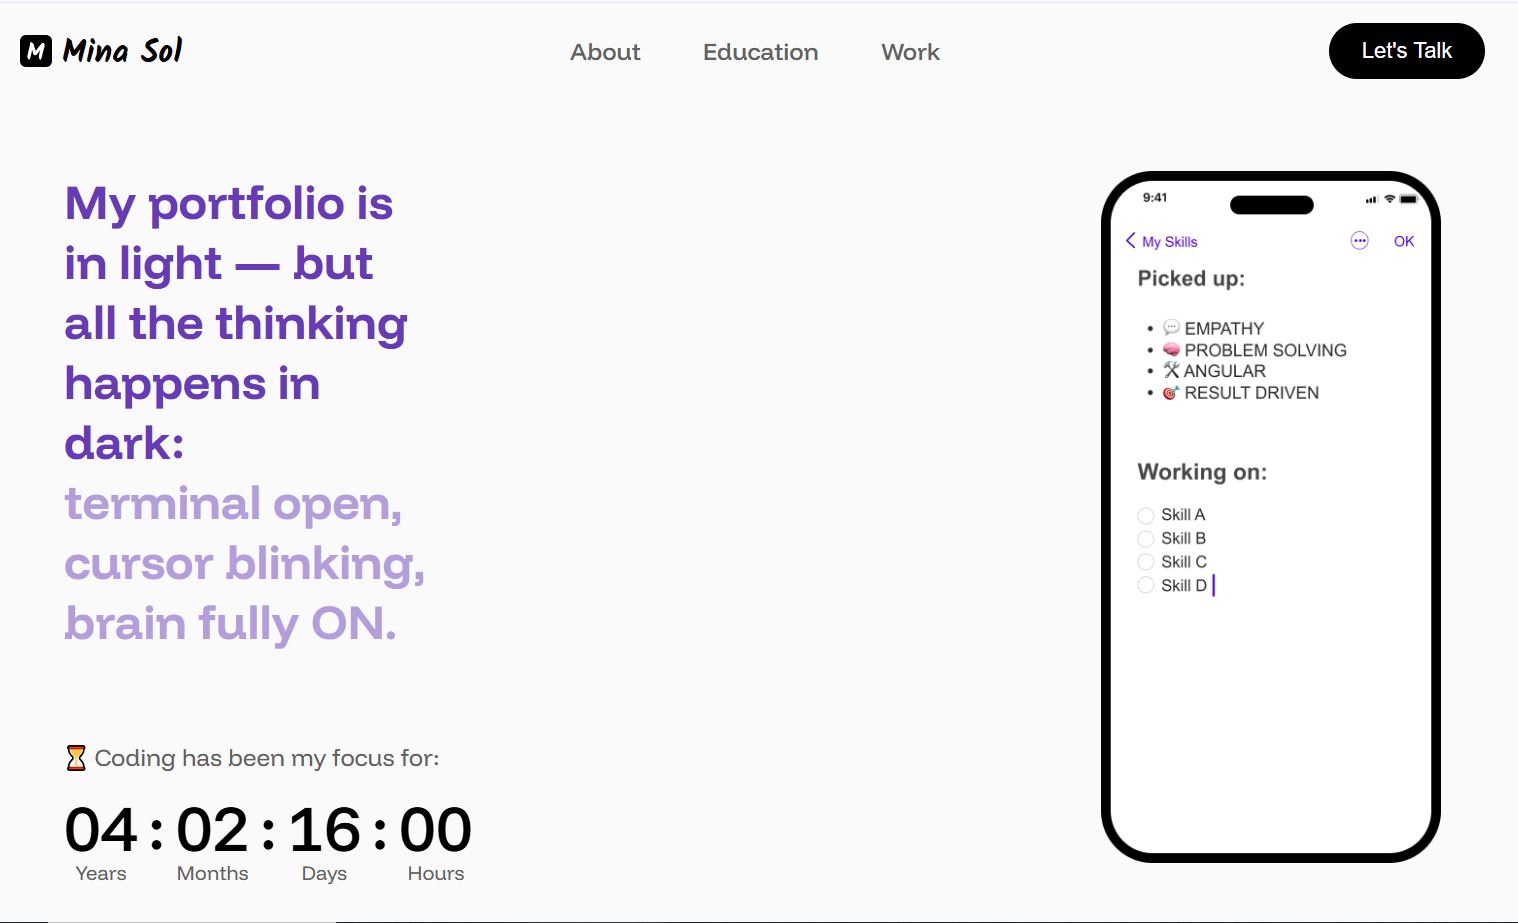 M Mina Sol
About
Education
Work
Let's Talk
My portfolio is
in light — but
all the thinking
happens in
dark:
terminal open,
cursor blinking,
brain fully ON.
⏳ Coding has been my focus for:
04 : 02 : 16 : 00
Years Months Days Hours
9:41
My Skills
OK
Picked up:
• 💬 EMPATHY
• 🧠 PROBLEM SOLVING
• 🛠 ANGULAR
• 🎯 RESULT DRIVEN
Working on:
Skill A
Skill B
Skill C
Skill D